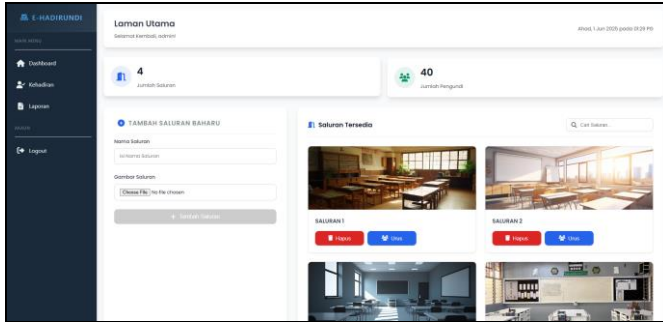 E-HADIRUNDI
MAIN MENU
Dashboard
Kehadiran
Laporan
Logout
Laman Utama
Selamat Kembali, admin!
Ahad, 1 Jun 2025 pada 01:29 PG
4
Jumlah Saluran
40
Jumlah Pengundi
TAMBAH SALURAN BAHARU
Nama Saluran
Gambar Saluran
Choose File No file chosen
+ Tambah Saluran
Saluran Tersedia
Cari Saluran...
SALURAN 1
Hapus
Urus
SALURAN 2
Hapus
Urus